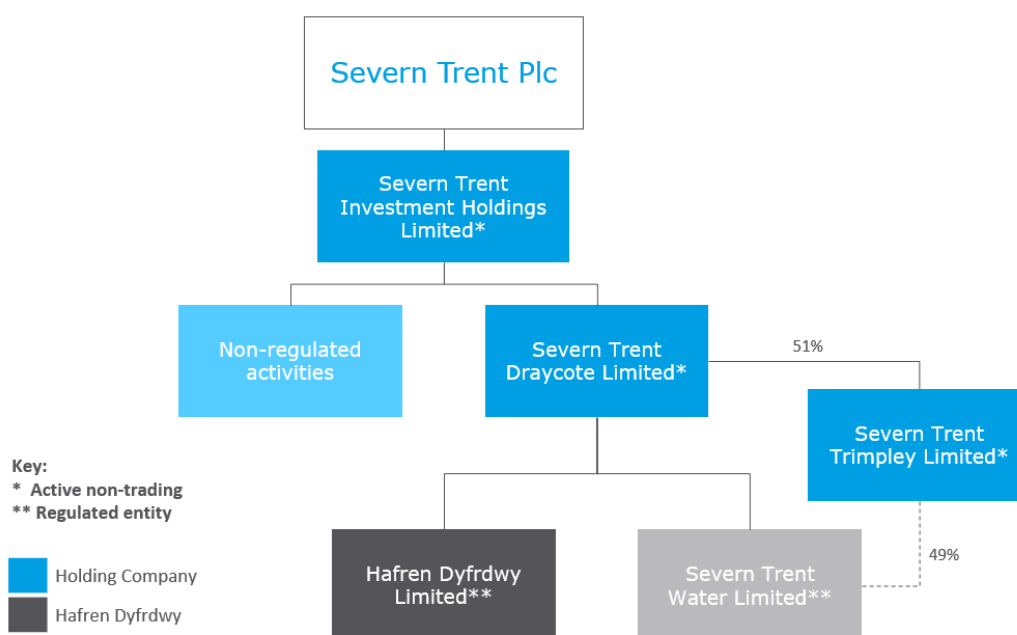 Severn Trent Plc
Severn Trent
Investment Holdings
Limited*
Non-regulated
activities
Severn Trent
Draycote Limited*
51%
Severn Trent
Trimpley Limited*
Key:
* Active non-trading
** Regulated entity
Hafren Dyfrdwy
Limited**
Severn Trent
Water Limited**
49%
Holding Company
Hafren Dyfrdwy